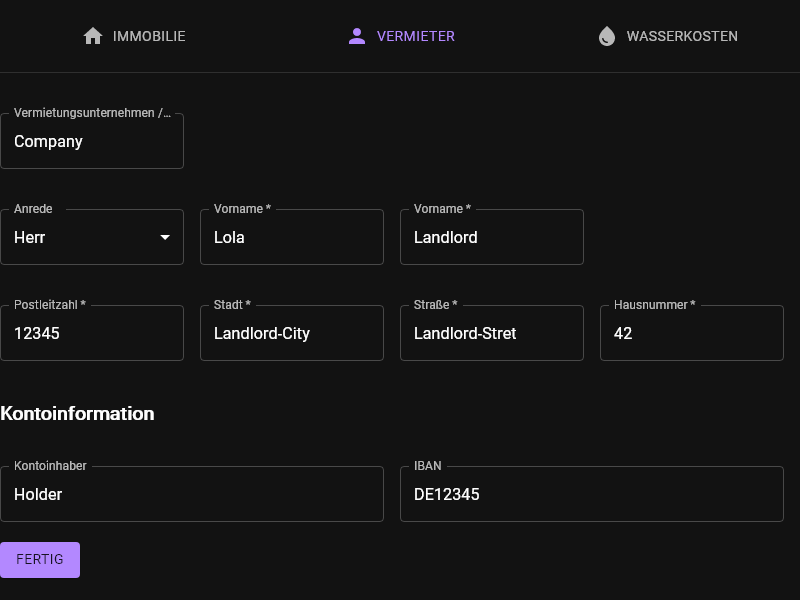 IMMOBILIE
VERMIETER
WASSERKOSTEN
Vermietungsunternehmen /...
Company
Anrede
Herr
Vorname *
Lola
Vorname *
Landlord
Postleitzahl *
12345
Stadt *
Landlord-City
Straße *
Landlord-Stret
Hausnummer *
42
Kontoinformation
Kontoinhaber
Holder
IBAN
DE12345
FERTIG